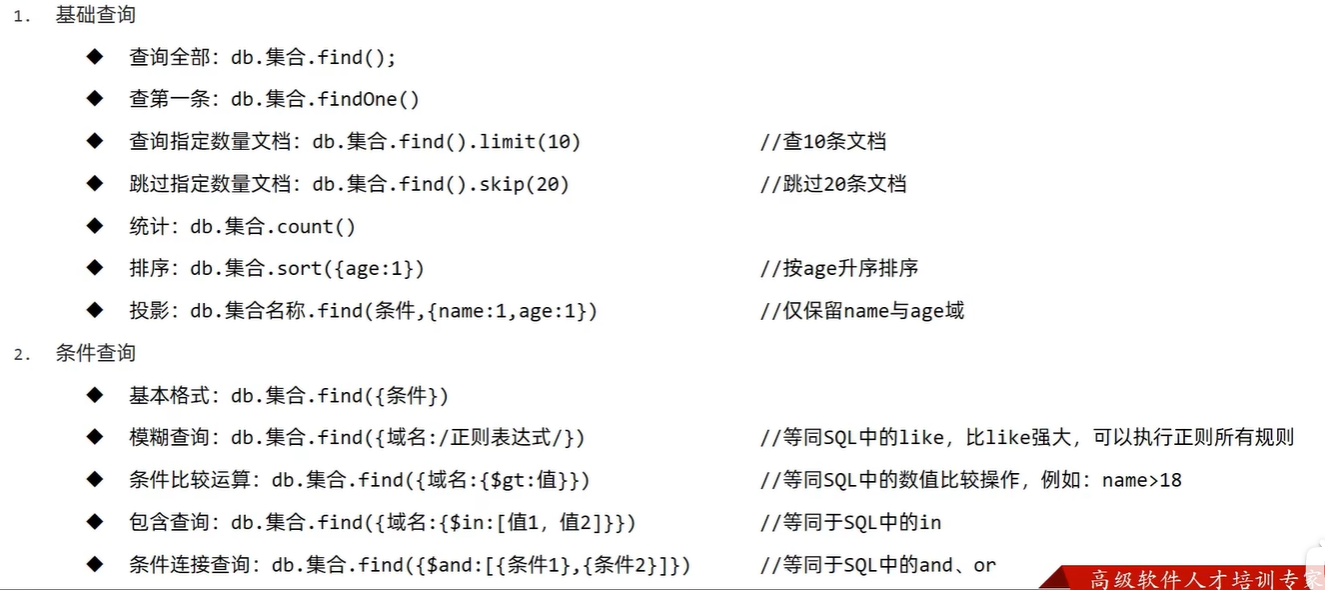 1. 基础查询
◆ 查询全部：db.集合.find();
◆ 查第一条：db.集合.findOne()
◆ 查询指定数量文档：db.集合.find().limit(10) //查10条文档
◆ 跳过指定数量文档：db.集合.find().skip(20) //跳过20条文档
◆ 统计：db.集合.count()
◆ 排序：db.集合.sort({age:1}) //按age升序排序
◆ 投影：db.集合名称.find(条件,{name:1,age:1}) //仅保留name与age域
2. 条件查询
◆ 基本格式：db.集合.find({条件})
◆ 模糊查询：db.集合.find({域名:/正则表达式/}) //等同SQL中的like，比like强大，可以执行正则所有规则
◆ 条件比较运算：db.集合.find({域名:{$gt:值}}) //等同SQL中的数值比较操作，例如：name>18
◆ 包含查询：db.集合.find({域名:{$in:[值1，值2]}}) //等同于SQL中的in
◆ 条件连接查询：db.集合.find({$and:[{条件1},{条件2}]}) //等同于SQL中的and、or
高级软件人才培训专家